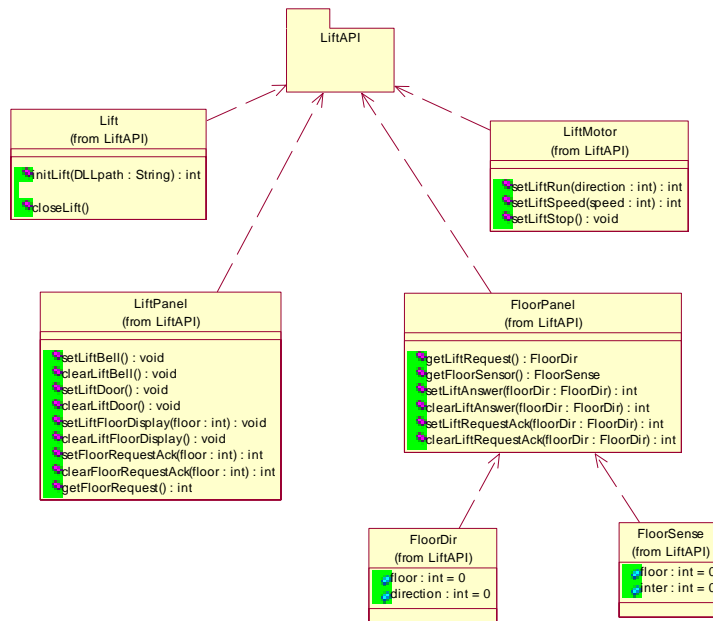 LiftAPI
Lift
(from LiftAPI)
initLift(DLLpath : String) : int
closeLift()
LiftMotor
(from LiftAPI)
setLiftRun(direction : int) : int
setLiftSpeed(speed : int) : int
setLiftStop() : void
LiftPanel
(from LiftAPI)
setLiftBell() : void
clearLiftBell() : void
setLiftDoor() : void
clearLiftDoor() : void
setLiftFloorDisplay(floor : int) : void
clearLiftFloorDisplay() : void
setFloorRequestAck(floor : int) : int
clearFloorRequestAck(floor : int) : int
getFloorRequest() : int
FloorPanel
(from LiftAPI)
getLiftRequest() : FloorDir
getFloorSensor() : FloorSense
setLiftAnswer(floorDir : FloorDir) : int
clearLiftAnswer(floorDir : FloorDir) : int
setLiftRequestAck(floorDir : FloorDir) : int
clearLiftRequestAck(floorDir : FloorDir) : int
FloorDir
(from LiftAPI)
floor : int = 0
direction : int = 0
FloorSense
(from LiftAPI)
floor : int = 0
inter : int = 0